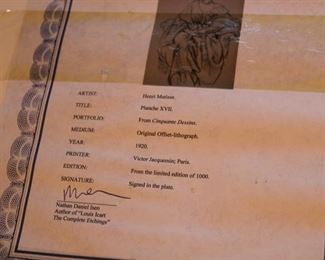 ARTIST: Henri Matisse.
TITLE: Planche XVII.
PORTFOLIO: From Cinquante Dessins.
MEDIUM: Original Offset-lithograph.
YEAR: 1920.
PRINTER: Victor Jacquemin; Paris.
EDITION: From the limited edition of 1000.
SIGNATURE: Signed in the plate.
Nathan Daniel Isen
Author of "Louis Icart
The Complete Etchings"